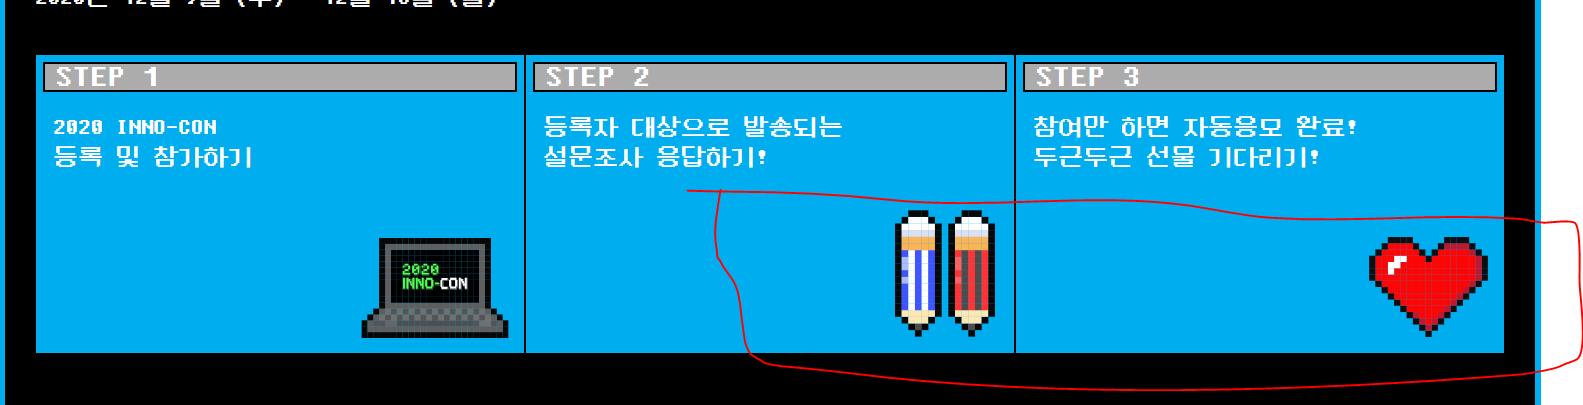 STEP 1
2020 INNO-CON
등록 및 참가하기
2020
INNO-CON
STEP 2
등록자 대상으로 발송되는
설문조사 응답하기!
STEP 3
참여만 하면 자동응모 완료!
두근두근 선물 기다리기!